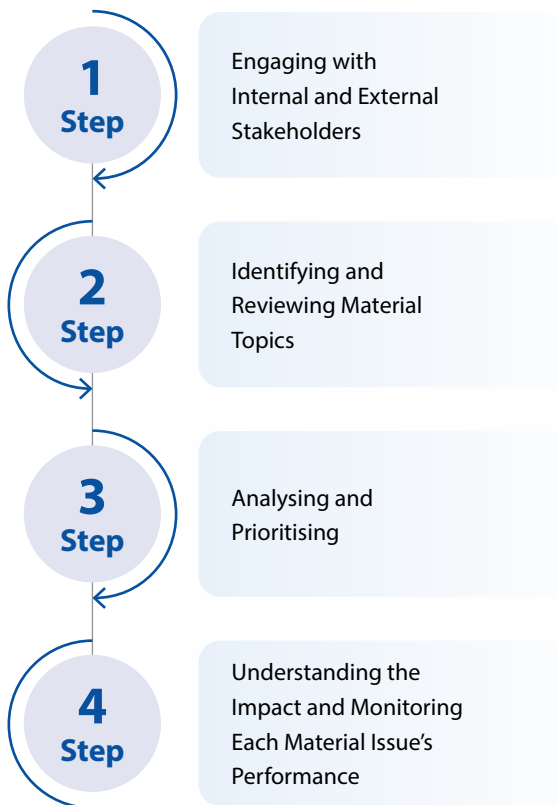 1
Step
Engaging with
Internal and External
Stakeholders
2
Step
Identifying and
Reviewing Material
Topics
3
Step
Analysing and
Prioritising
4
Step
Understanding the
Impact and Monitoring
Each Material Issue's
Performance